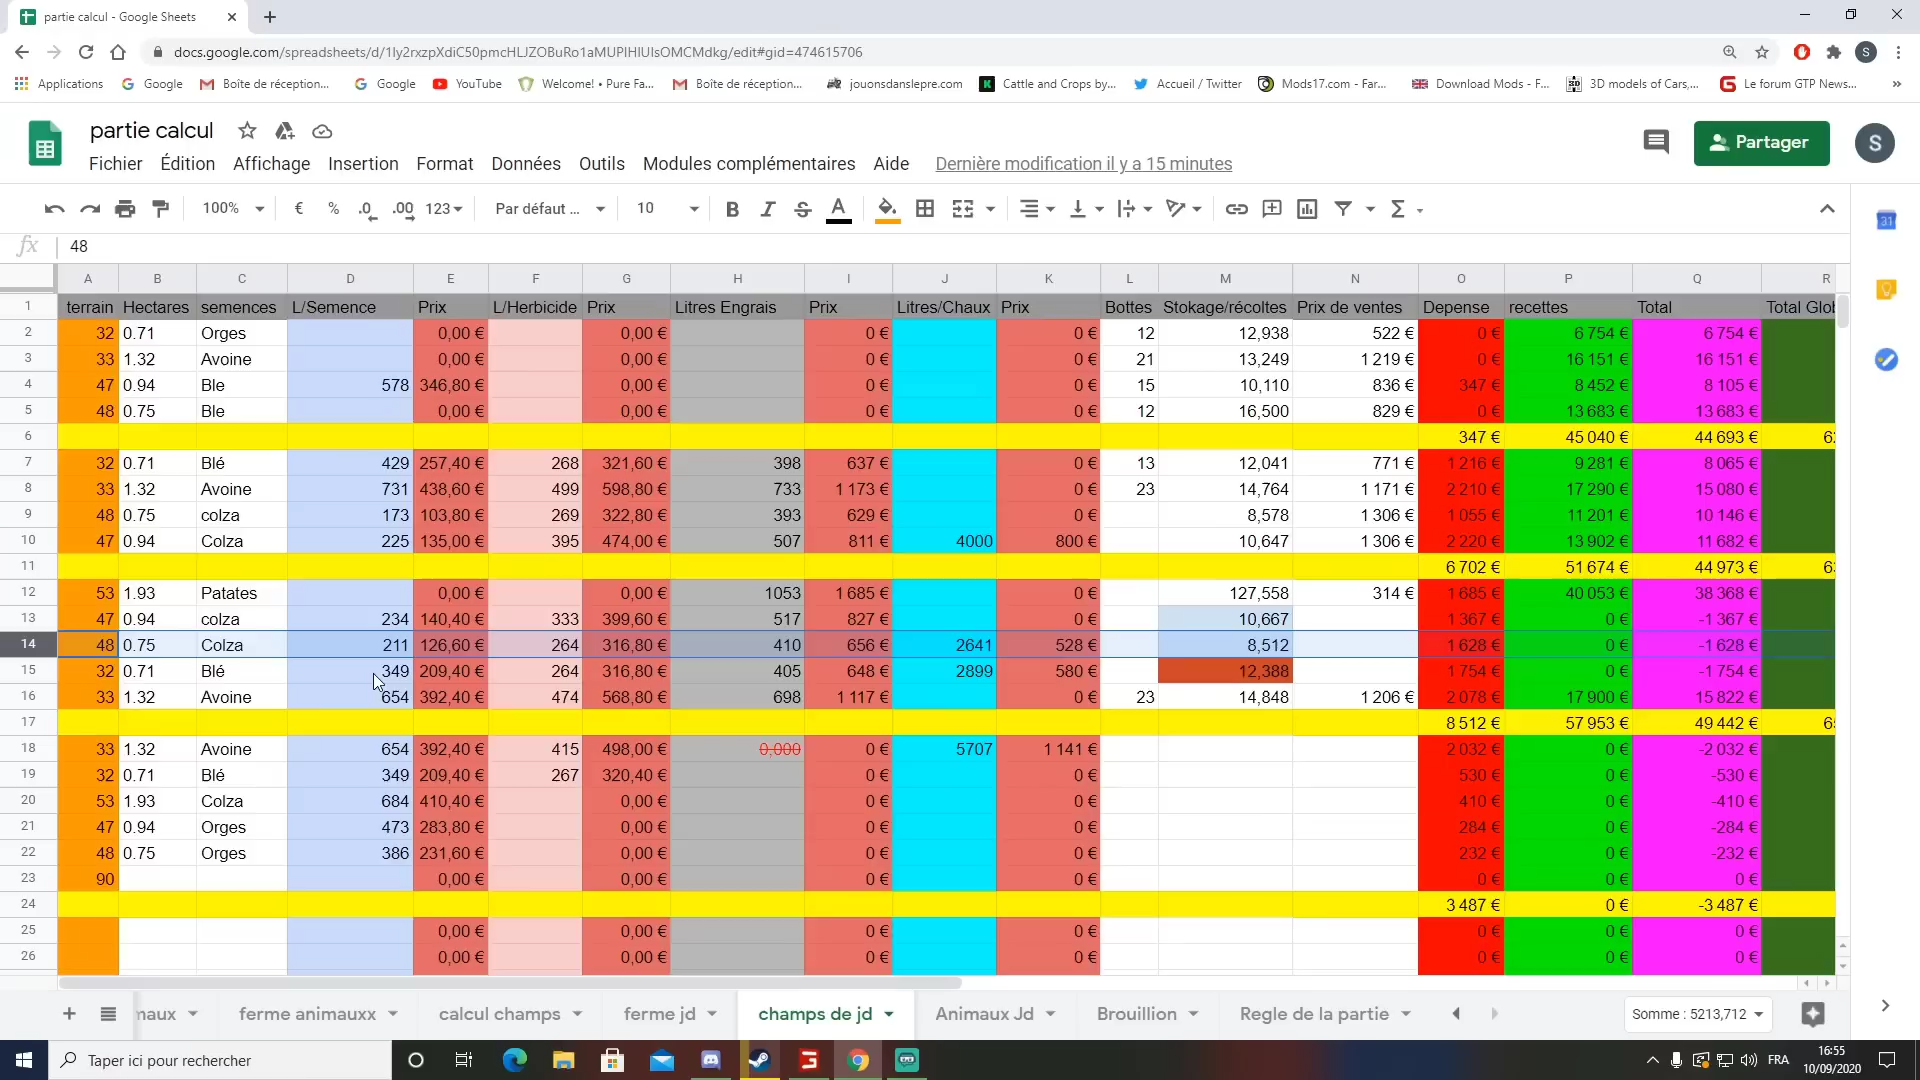 partie calcul - Google Sheets
docs.google.com/spreadsheets/d/1Iy2rxzpXdiC50pmcHLJZOBuRo1aMUPIHIUIsOMCMdkg/edit#gid=474615706
Applications Google Boîte de réception... Google YouTube Welcome! • Pure Fa... Boîte de réception... jouonsdanslepre.com Cattle and Crops by... Accueil / Twitter Mods17.com - Far... Download Mods - F... 3D models of Cars,... Le forum GTP News... »
partie calcul
Fichier Édition Affichage Insertion Format Données Outils Modules complémentaires Aide Dernière modification il y a 15 minutes
Partager S
100% € % .0 .00 123 Par défaut ... 10 B I S A
fx 48
A B C D E F G H I J K L M N O P Q R
1 terrain Hectares semences L/Semence Prix L/Herbicide Prix Litres Engrais Prix Litres/Chaux Prix Bottes Stokage/récoltes Prix de ventes Depense recettes Total Total Glob
2 32 0.71 Orges 0,00 € 0,00 € 0 € 0 € 12 12,938 522 € 0 € 6 754 € 6 754 €
3 33 1.32 Avoine 0,00 € 0,00 € 0 € 0 € 21 13,249 1 219 € 0 € 16 151 € 16 151 €
4 47 0.94 Ble 578 346,80 € 0,00 € 0 € 0 € 15 10,110 836 € 347 € 8 452 € 8 105 €
5 48 0.75 Ble 0,00 € 0,00 € 0 € 0 € 12 16,500 829 € 0 € 13 683 € 13 683 €
6 347 € 45 040 € 44 693 €
7 32 0.71 Blé 429 257,40 € 268 321,60 € 398 637 € 0 € 13 12,041 771 € 1 216 € 9 281 € 8 065 €
8 33 1.32 Avoine 731 438,60 € 499 598,80 € 733 1 173 € 0 € 23 14,764 1 171 € 2 210 € 17 290 € 15 080 €
9 48 0.75 colza 173 103,80 € 269 322,80 € 393 629 € 0 € 8,578 1 306 € 1 055 € 11 201 € 10 146 €
10 47 0.94 Colza 225 135,00 € 395 474,00 € 507 811 € 4000 800 € 10,647 1 306 € 2 220 € 13 902 € 11 682 €
11 6 702 € 51 674 € 44 973 €
12 53 1.93 Patates 0,00 € 0,00 € 1053 1 685 € 0 € 127,558 314 € 1 685 € 40 053 € 38 368 €
13 47 0.94 colza 234 140,40 € 333 399,60 € 517 827 € 0 € 10,667 1 367 € 0 € -1 367 €
14 48 0.75 Colza 211 126,60 € 264 316,80 € 410 656 € 2641 528 € 8,512 1 628 € 0 € -1 628 €
15 32 0.71 Blé 349 209,40 € 264 316,80 € 405 648 € 2899 580 € 12,388 1 754 € 0 € -1 754 €
16 33 1.32 Avoine 654 392,40 € 474 568,80 € 698 1 117 € 0 € 23 14,848 1 206 € 2 078 € 17 900 € 15 822 €
17 8 512 € 57 953 € 49 442 €
18 33 1.32 Avoine 654 392,40 € 415 498,00 € 0,000 0 € 5707 1 141 € 2 032 € 0 € -2 032 €
19 32 0.71 Blé 349 209,40 € 267 320,40 € 0 € 0 € 530 € 0 € -530 €
20 53 1.93 Colza 684 410,40 € 0,00 € 0 € 0 € 410 € 0 € -410 €
21 47 0.94 Orges 473 283,80 € 0,00 € 0 € 0 € 284 € 0 € -284 €
22 48 0.75 Orges 386 231,60 € 0,00 € 0 € 0 € 232 € 0 € -232 €
23 90 0,00 € 0,00 € 0 € 0 € 0 € 0 € 0 €
24 3 487 € 0 € -3 487 €
25 0,00 € 0,00 € 0 € 0 € 0 € 0 € 0 €
26 0,00 € 0,00 € 0 € 0 € 0 € 0 € 0 €
maux ferme animauxx calcul champs ferme jd champs de jd Animaux Jd Brouillion Regle de la partie Somme : 5213,712
Taper ici pour rechercher FRA 16:55
10/09/2020